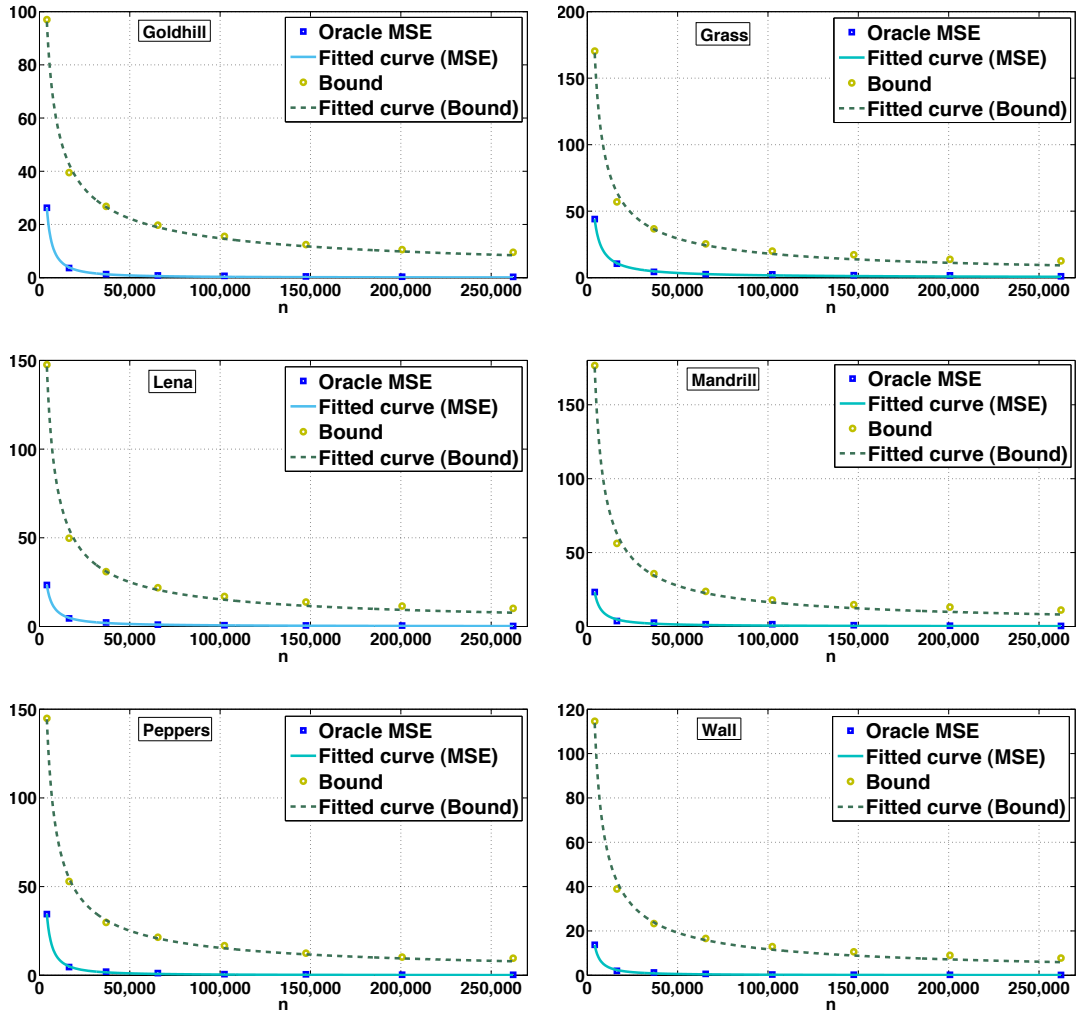 Goldhill
Oracle MSE
Fitted curve (MSE)
Bound
Fitted curve (Bound)
100
80
60
40
20
0
0 50,000 100,000 150,000 200,000 250,000
n
Grass
Oracle MSE
Fitted curve (MSE)
Bound
Fitted curve (Bound)
200
150
100
50
0
0 50,000 100,000 150,000 200,000 250,000
n
Lena
Oracle MSE
Fitted curve (MSE)
Bound
Fitted curve (Bound)
150
100
50
0
0 50,000 100,000 150,000 200,000 250,000
n
Mandrill
Oracle MSE
Fitted curve (MSE)
Bound
Fitted curve (Bound)
150
100
50
0
0 50,000 100,000 150,000 200,000 250,000
n
Peppers
Oracle MSE
Fitted curve (MSE)
Bound
Fitted curve (Bound)
150
100
50
0
0 50,000 100,000 150,000 200,000 250,000
n
Wall
Oracle MSE
Fitted curve (MSE)
Bound
Fitted curve (Bound)
120
100
80
60
40
20
0
0 50,000 100,000 150,000 200,000 250,000
n